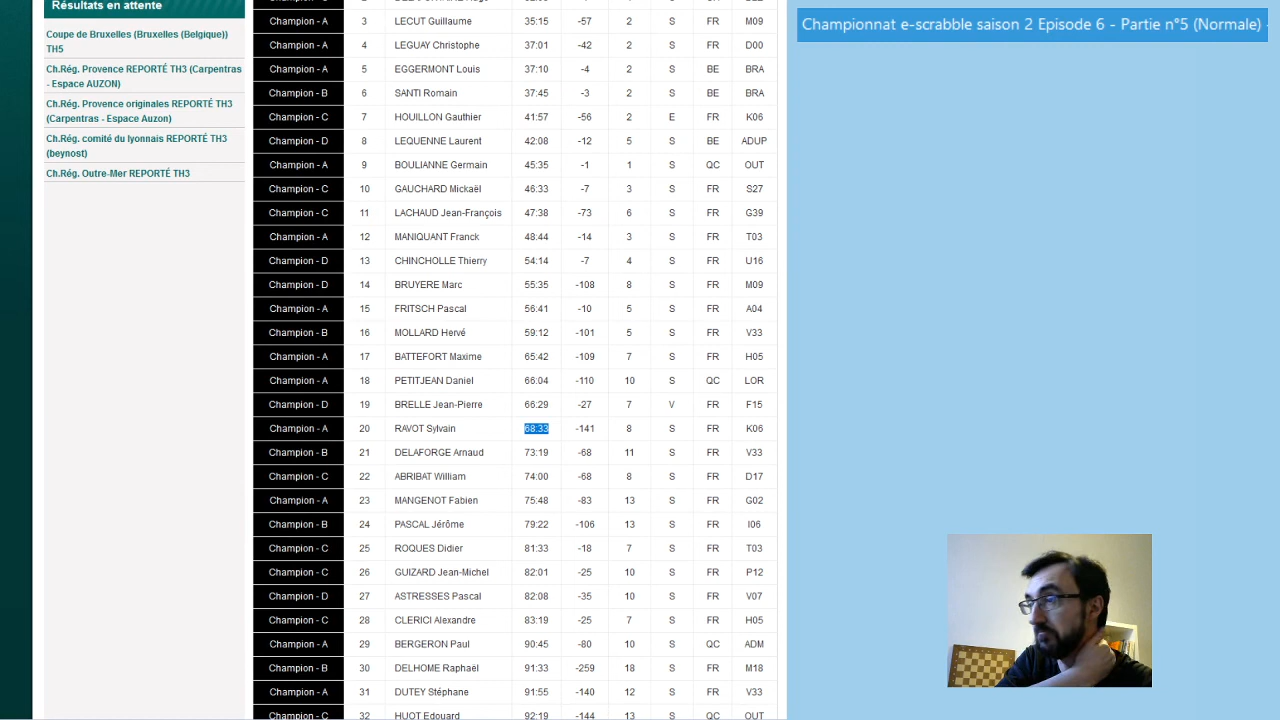 Résultats en attente
Coupe de Bruxelles (Bruxelles (Belgique))
TH5
Ch.Rég. Provence REPORTÉ TH3 (Carpentras
- Espace AUZON)
Ch.Rég. Provence originales REPORTÉ TH3
(Carpentras - Espace Auzon)
Ch.Rég. comité du lyonnais REPORTÉ TH3
(beynost)
Ch.Rég. Outre-Mer REPORTÉ TH3
Champion - A 3 LECUT Guillaume 35:15 -57 2 S FR M09
Champion - A 4 LEGUAY Christophe 37:01 -42 2 S FR D00
Champion - A 5 EGGERMONT Louis 37:10 -4 2 S BE BRA
Champion - B 6 SANTI Romain 37:45 -3 2 S BE BRA
Champion - C 7 HOUILLON Gauthier 41:57 -56 2 E FR K06
Champion - D 8 LEQUENNE Laurent 42:08 -12 5 S BE ADUP
Champion - A 9 BOULIANNE Germain 45:35 -1 1 S QC OUT
Champion - C 10 GAUCHARD Mickaël 46:33 -7 3 S FR S27
Champion - C 11 LACHAUD Jean-François 47:38 -73 6 S FR G39
Champion - A 12 MANIQUANT Franck 48:44 -14 3 S FR T03
Champion - D 13 CHINCHOLLE Thierry 54:14 -7 4 S FR U16
Champion - D 14 BRUYERE Marc 55:35 -108 8 S FR M09
Champion - A 15 FRITSCH Pascal 56:41 -10 5 S FR A04
Champion - B 16 MOLLARD Hervé 59:12 -101 5 S FR V33
Champion - A 17 BATTEFORT Maxime 65:42 -109 7 S FR H05
Champion - A 18 PETITJEAN Daniel 66:04 -110 10 S QC LOR
Champion - D 19 BRELLE Jean-Pierre 66:29 -27 7 V FR F15
Champion - A 20 RAVOT Sylvain 68:33 -141 8 S FR K06
Champion - B 21 DELAFORGE Arnaud 73:19 -68 11 S FR V33
Champion - C 22 ABRIBAT William 74:00 -68 8 S FR D17
Champion - A 23 MANGENOT Fabien 75:48 -83 13 S FR G02
Champion - B 24 PASCAL Jérôme 79:22 -106 13 S FR I06
Champion - C 25 ROQUES Didier 81:33 -18 7 S FR T03
Champion - C 26 GUIZARD Jean-Michel 82:01 -25 10 S FR P12
Champion - D 27 ASTRESSES Pascal 82:08 -35 10 S FR V07
Champion - C 28 CLERICI Alexandre 83:19 -25 7 S FR H05
Champion - A 29 BERGERON Paul 90:45 -80 10 S QC ADM
Champion - B 30 DELHOME Raphaël 91:33 -259 18 S FR M18
Champion - A 31 DUTEY Stéphane 91:55 -140 12 S FR V33
Champion - C 32 HUOT Edouard 92:19 -144 13 S QC OUT
Championnat e-scrabble saison 2 Episode 6 - Partie n°5 (Normale) -